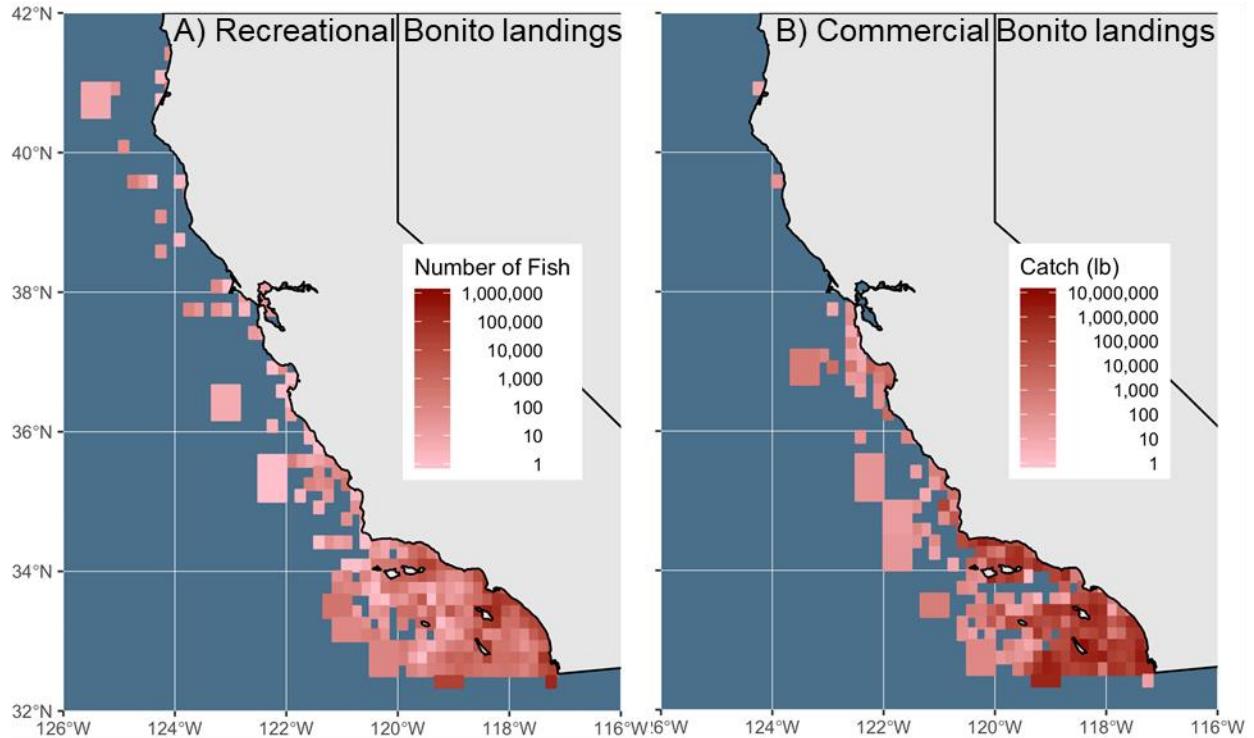 A) Recreational Bonito landings
B) Commercial Bonito landings
42°N
40°N
38°N
36°N
34°N
32°N
Number of Fish
1,000,000
100,000
10,000
1,000
100
10
1
Catch (lb)
10,000,000
1,000,000
100,000
10,000
1,000
100
10
1
126°W
124°W
122°W
120°W
118°W
116°W
126°W
124°W
122°W
120°W
118°W
116°W